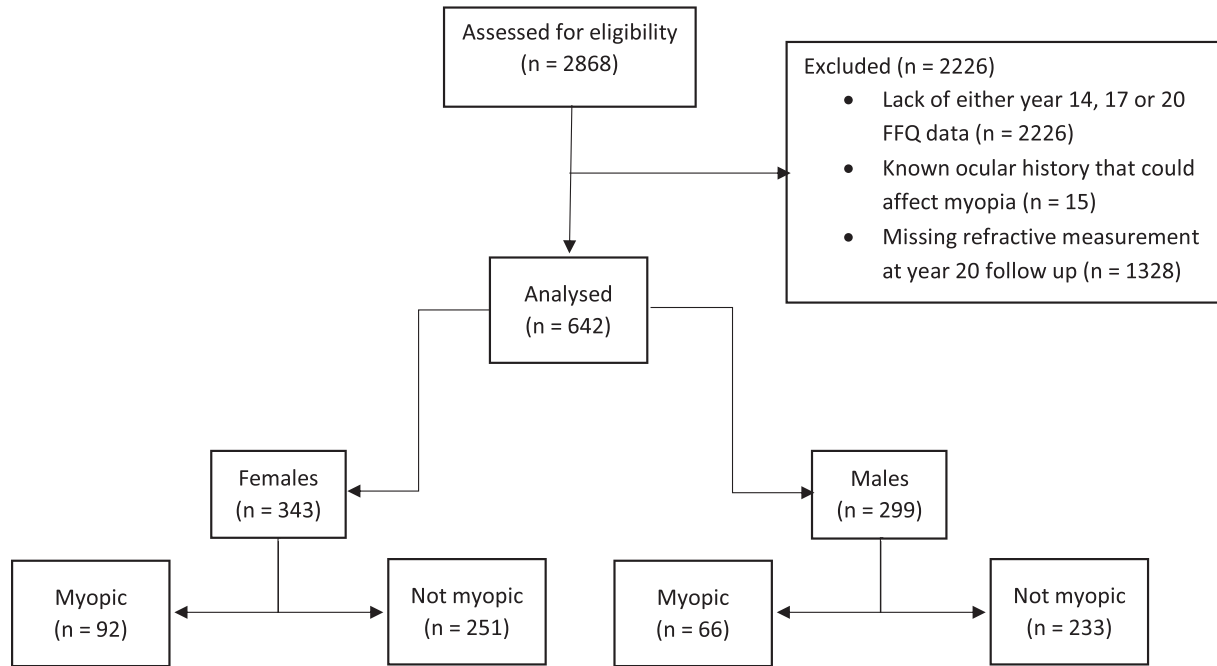 Assessed for eligibility
(n = 2868)
Excluded (n = 2226)
• Lack of either year 14, 17 or 20
FFQ data (n = 2226)
• Known ocular history that could
affect myopia (n = 15)
• Missing refractive measurement
at year 20 follow up (n = 1328)
Analysed
(n = 642)
Females
(n = 343)
Males
(n = 299)
Myopic
(n = 92)
Not myopic
(n = 251)
Myopic
(n = 66)
Not myopic
(n = 233)